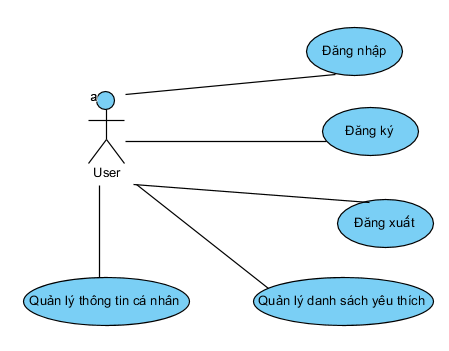 Đăng nhập
a
Đăng ký
User
Đăng xuất
Quản lý thông tin cá nhân
Quản lý danh sách yêu thích